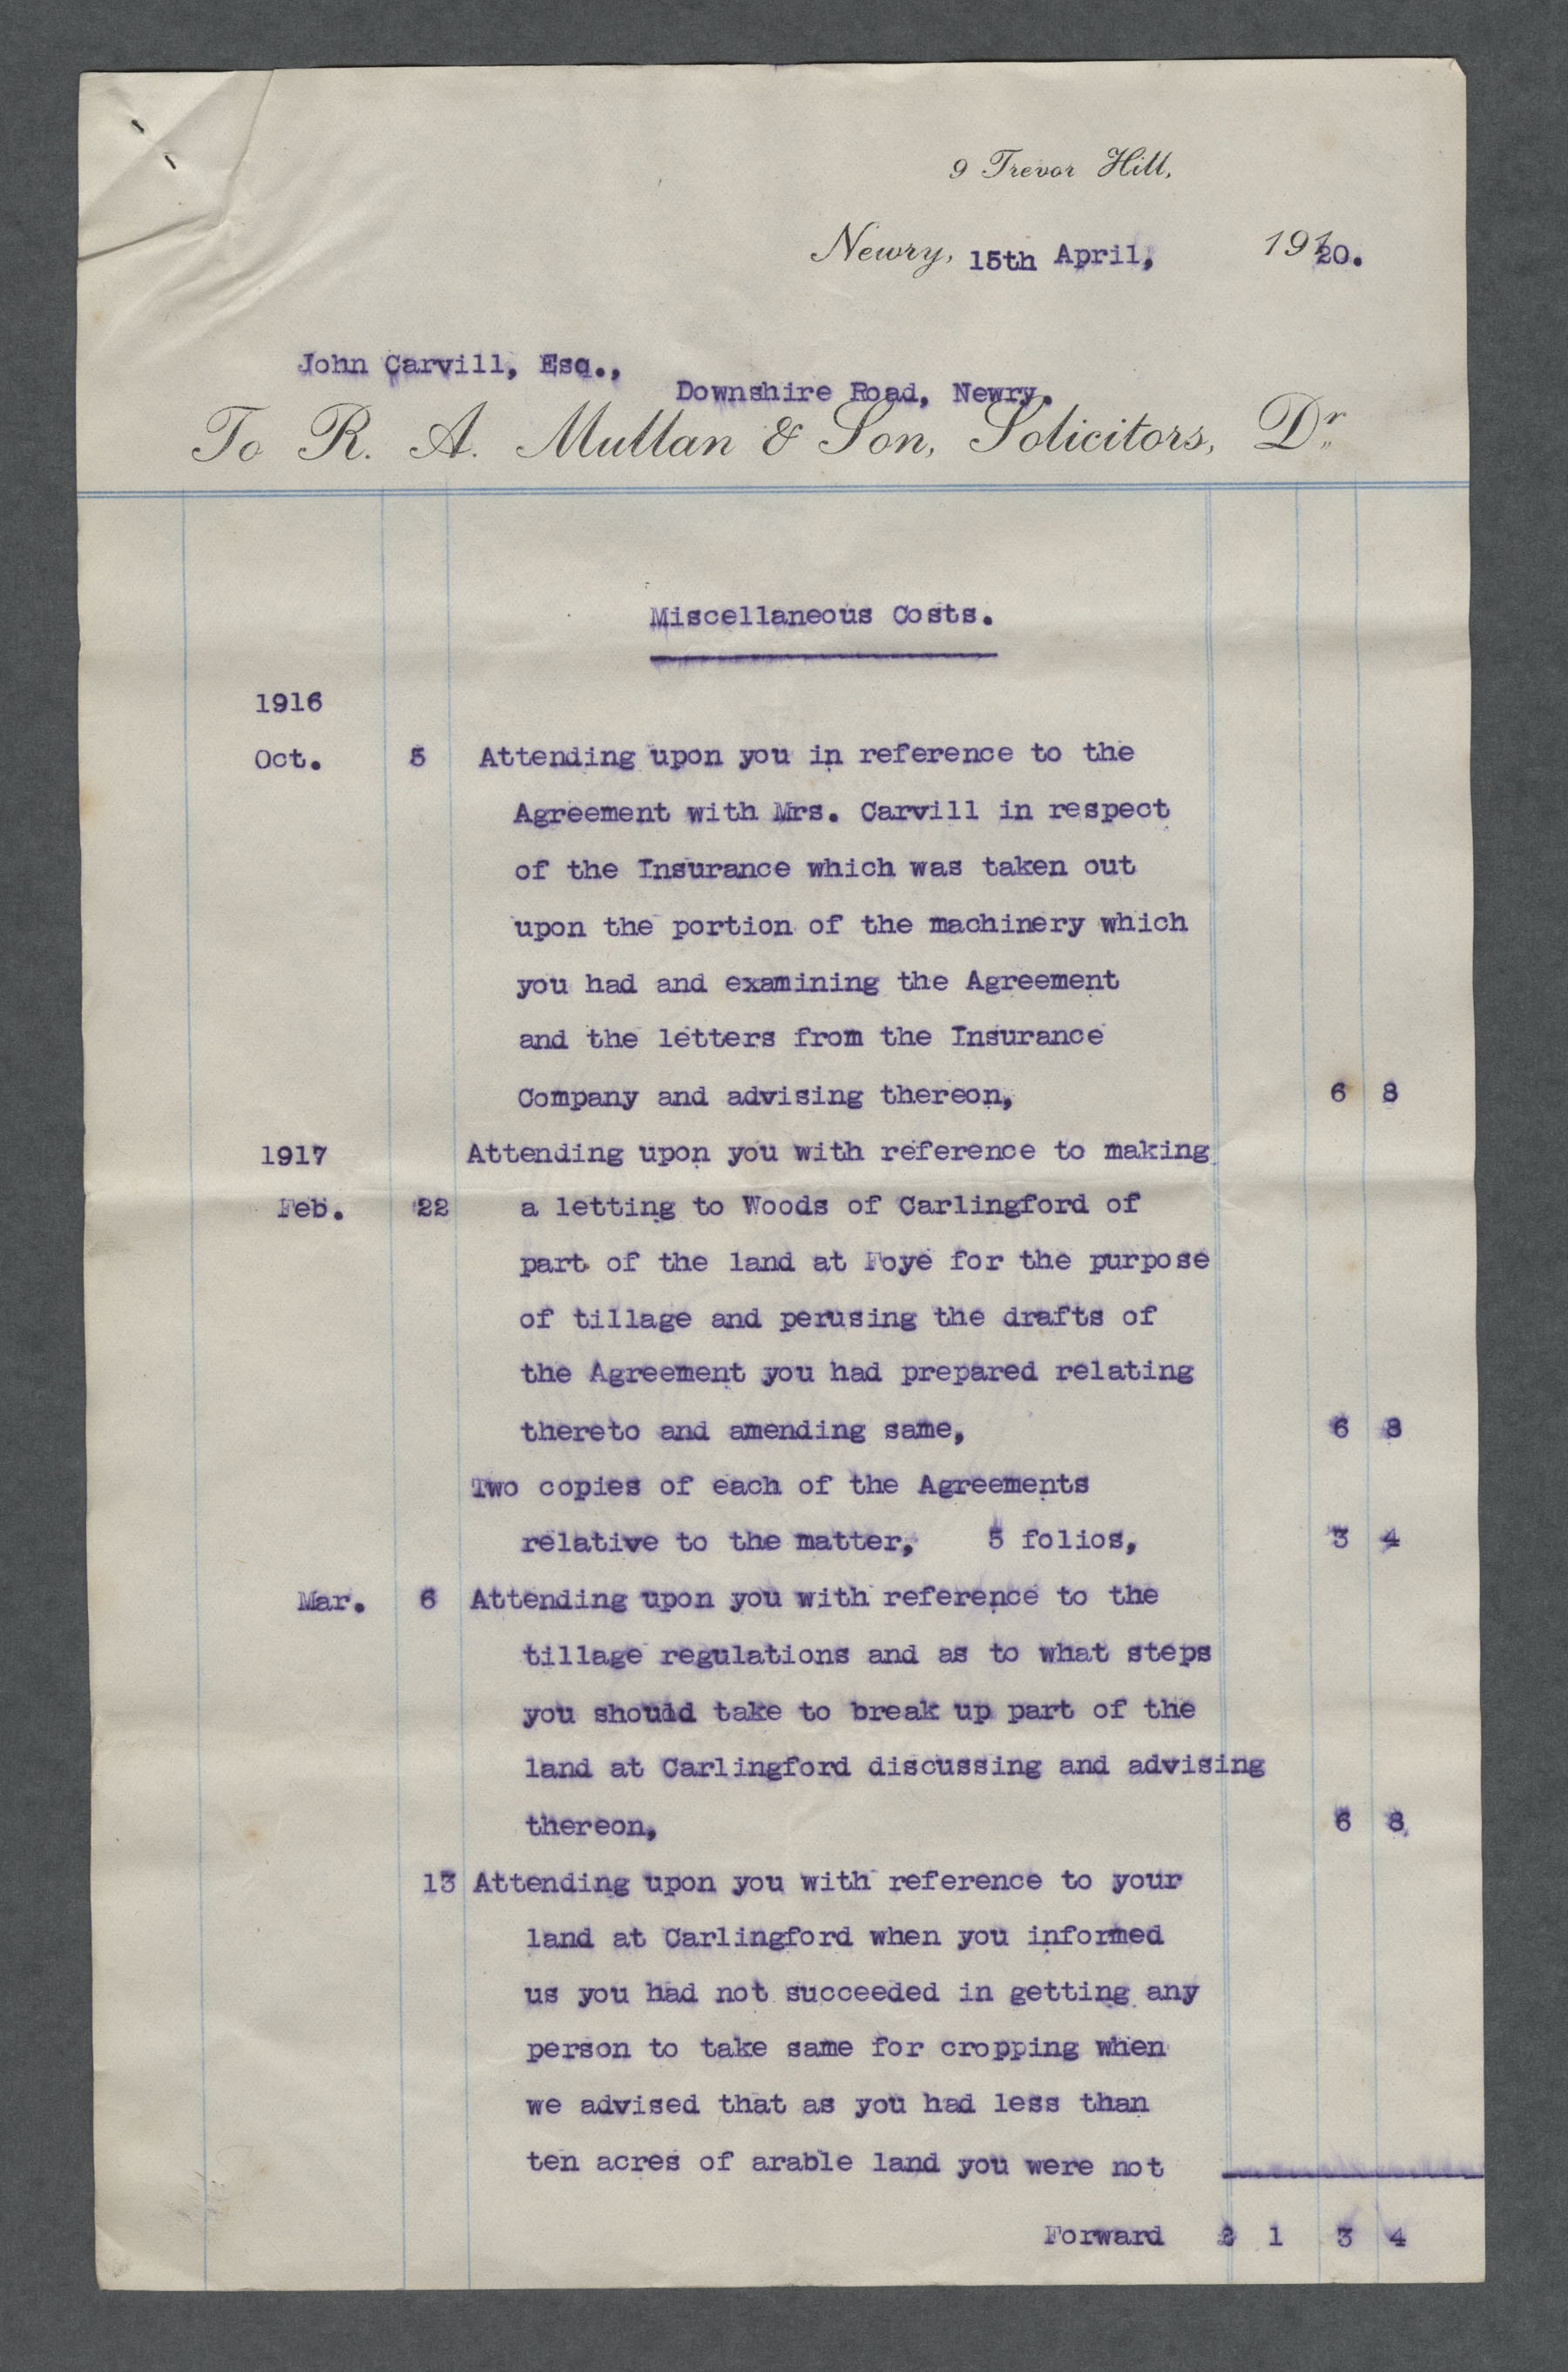 9 Trevor Hill,
Newry, 15th April, 1920.
John Carvill, Esq.,
Downshire Road, Newry.
To R. A. Mullan & Son, Solicitors, Dr.
Miscellaneous Costs.
1916
Oct. 5 Attending upon you in reference to the
Agreement with Mrs. Carvill in respect
of the Insurance which was taken out
upon the portion of the machinery which
you had and examining the Agreement
and the letters from the Insurance
Company and advising thereon, 6 8
1917 Attending upon you with reference to making
Feb. 22 a letting to Woods of Carlingford of
part of the land at Foye for the purpose
of tillage and perusing the drafts of
the Agreement you had prepared relating
thereto and amending same, 6 8
Two copies of each of the Agreements
relative to the matter, 5 folios, 3 4
Mar. 6 Attending upon you with reference to the
tillage regulations and as to what steps
you should take to break up part of the
land at Carlingford discussing and advising
thereon, 6 8
13 Attending upon you with reference to your
land at Carlingford when you informed
us you had not succeeded in getting any
person to take same for cropping when
we advised that as you had less than
ten acres of arable land you were not
Forward £ 1 3 4